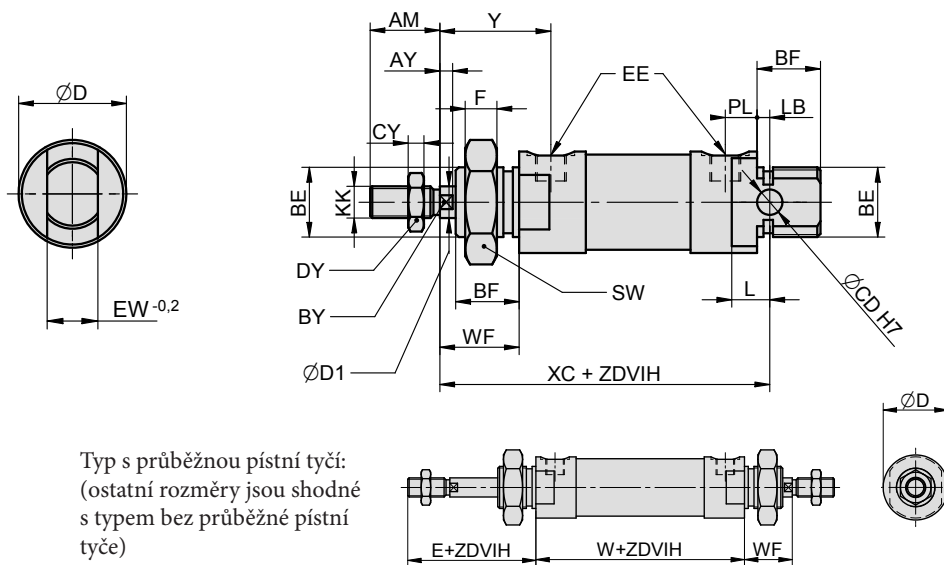 AM
Y
AY
F
EE
BF
PL
LB
CY
ØD
BE
KK
BE
DY
BF
SW
L
ØCD H7
EW -0,2
BY
WF
ØD1
XC + ZDVIH
ØD
Typ s průběžnou pístní tyčí:
(ostatní rozměry jsou shodné
s typem bez průběžné pístní
tyče)
E+ZDVIH
W+ZDVIH
WF